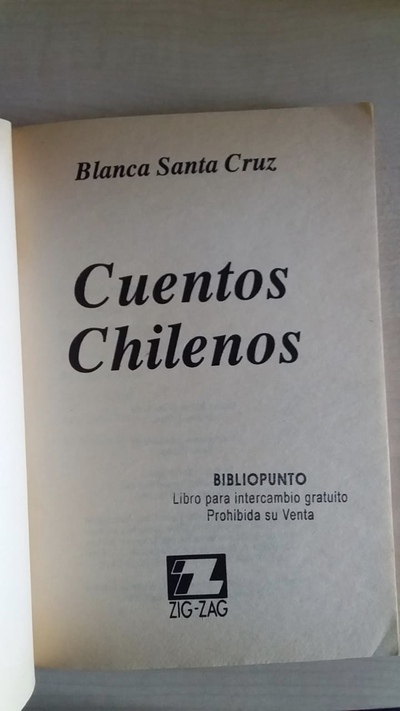 Blanca Santa Cruz
Cuentos
Chilenos
BIBLIOPUNTO
Libro para intercambio gratuito
Prohibida su Venta
ZIG-ZAG